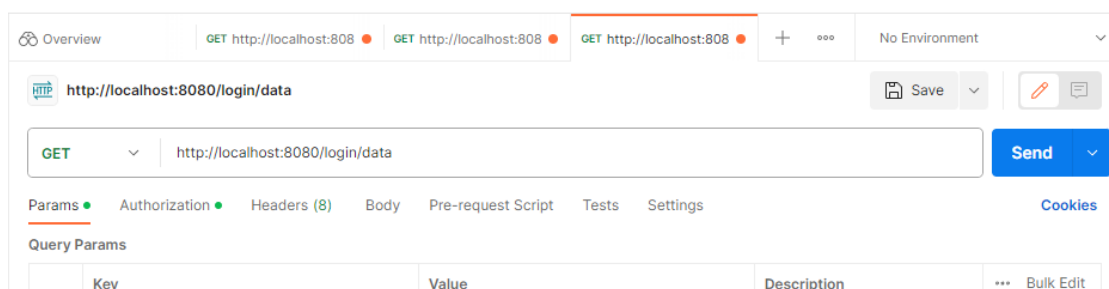 Overview GET http://localhost:808 GET http://localhost:808 GET http://localhost:808 No Environment
HTTP http://localhost:8080/login/data Save
GET http://localhost:8080/login/data Send
Params Authorization Headers (8) Body Pre-request Script Tests Settings Cookies
Query Params
Key Value Description Bulk Edit